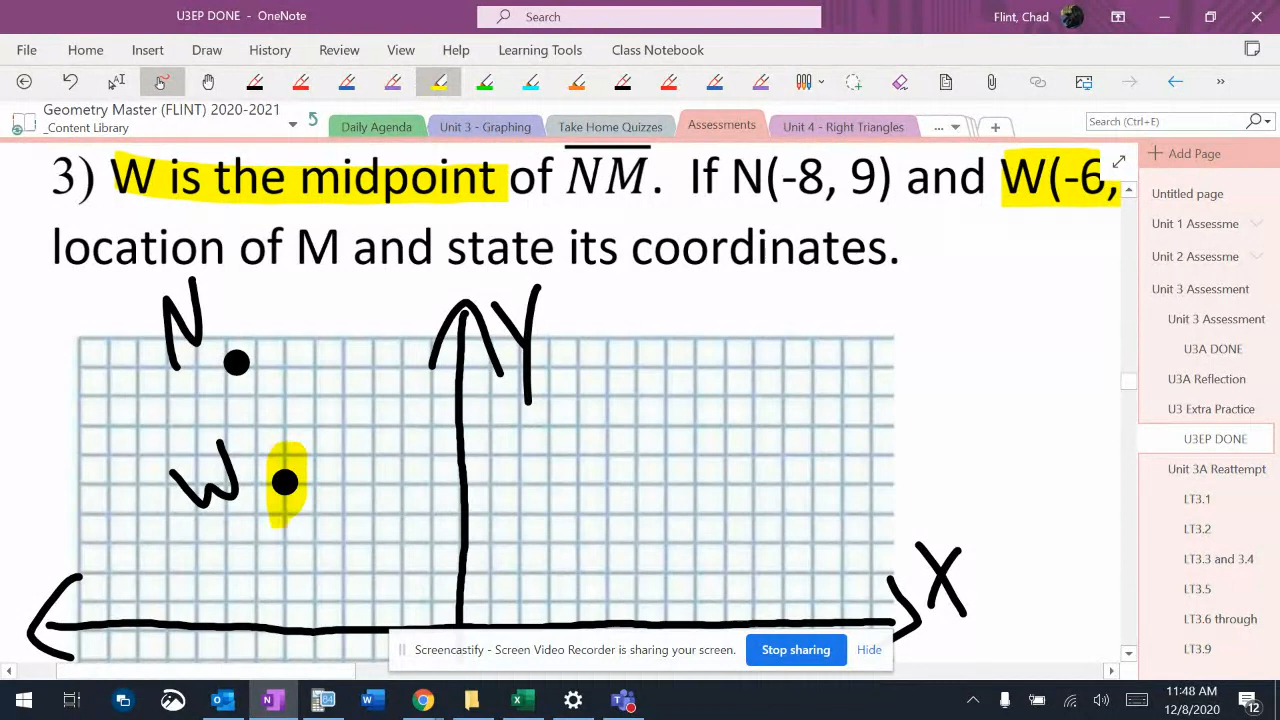 U3EP DONE - OneNote
Search
Flint, Chad
File Home Insert Draw History Review View Help Learning Tools Class Notebook
Geometry Master (FLINT) 2020-2021
_Content Library
Daily Agenda
Unit 3 - Graphing
Take Home Quizzes
Assessments
Unit 4 - Right Triangles
...
Search (Ctrl+E)
3) W is the midpoint of NM. If N(-8, 9) and W(-6,
location of M and state its coordinates.
N
Y
W
X
Add Page
Untitled page
Unit 1 Assessme
Unit 2 Assessme
Unit 3 Assessment
Unit 3 Assessment
U3A DONE
U3A Reflection
U3 Extra Practice
U3EP DONE
Unit 3A Reattempt
LT3.1
LT3.2
LT3.3 and 3.4
LT3.5
LT3.6 through
LT3.9
Screencastify - Screen Video Recorder is sharing your screen.
Stop sharing
Hide
11:48 AM
12/8/2020
12